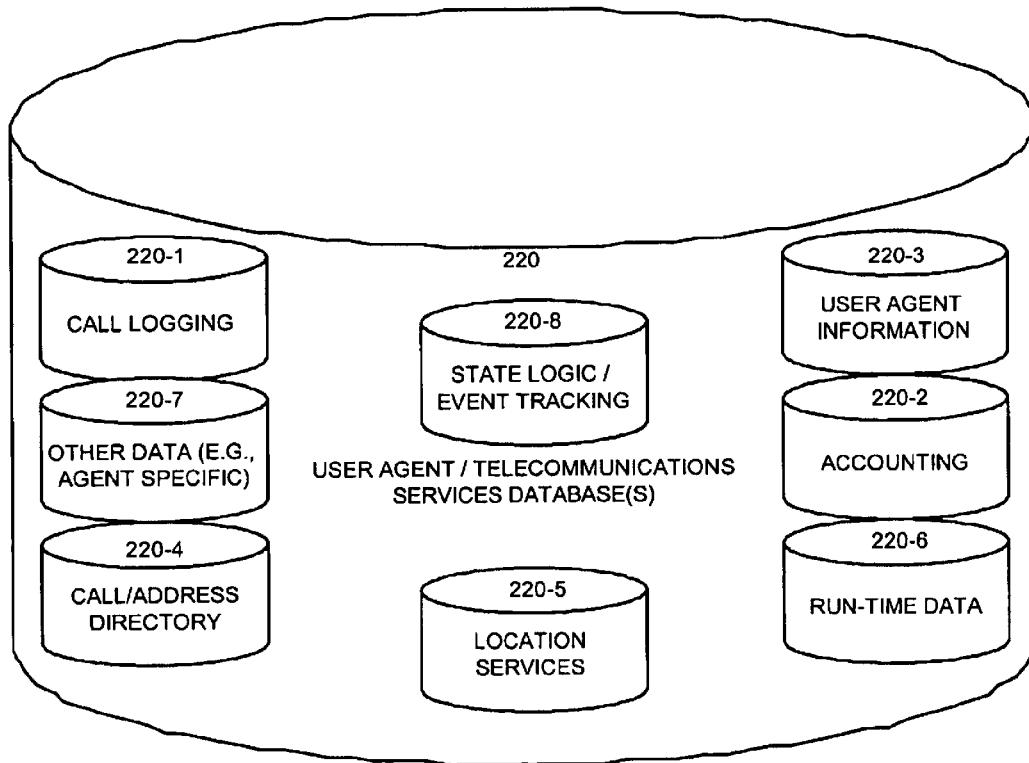 220-1
CALL LOGGING
220-7
OTHER DATA (E.G.,
AGENT SPECIFIC)
220-4
CALL/ADDRESS
DIRECTORY
220
220-8
STATE LOGIC /
EVENT TRACKING
USER AGENT / TELECOMMUNICATIONS
SERVICES DATABASE(S)
220-5
LOCATION
SERVICES
220-3
USER AGENT
INFORMATION
220-2
ACCOUNTING
220-6
RUN-TIME DATA